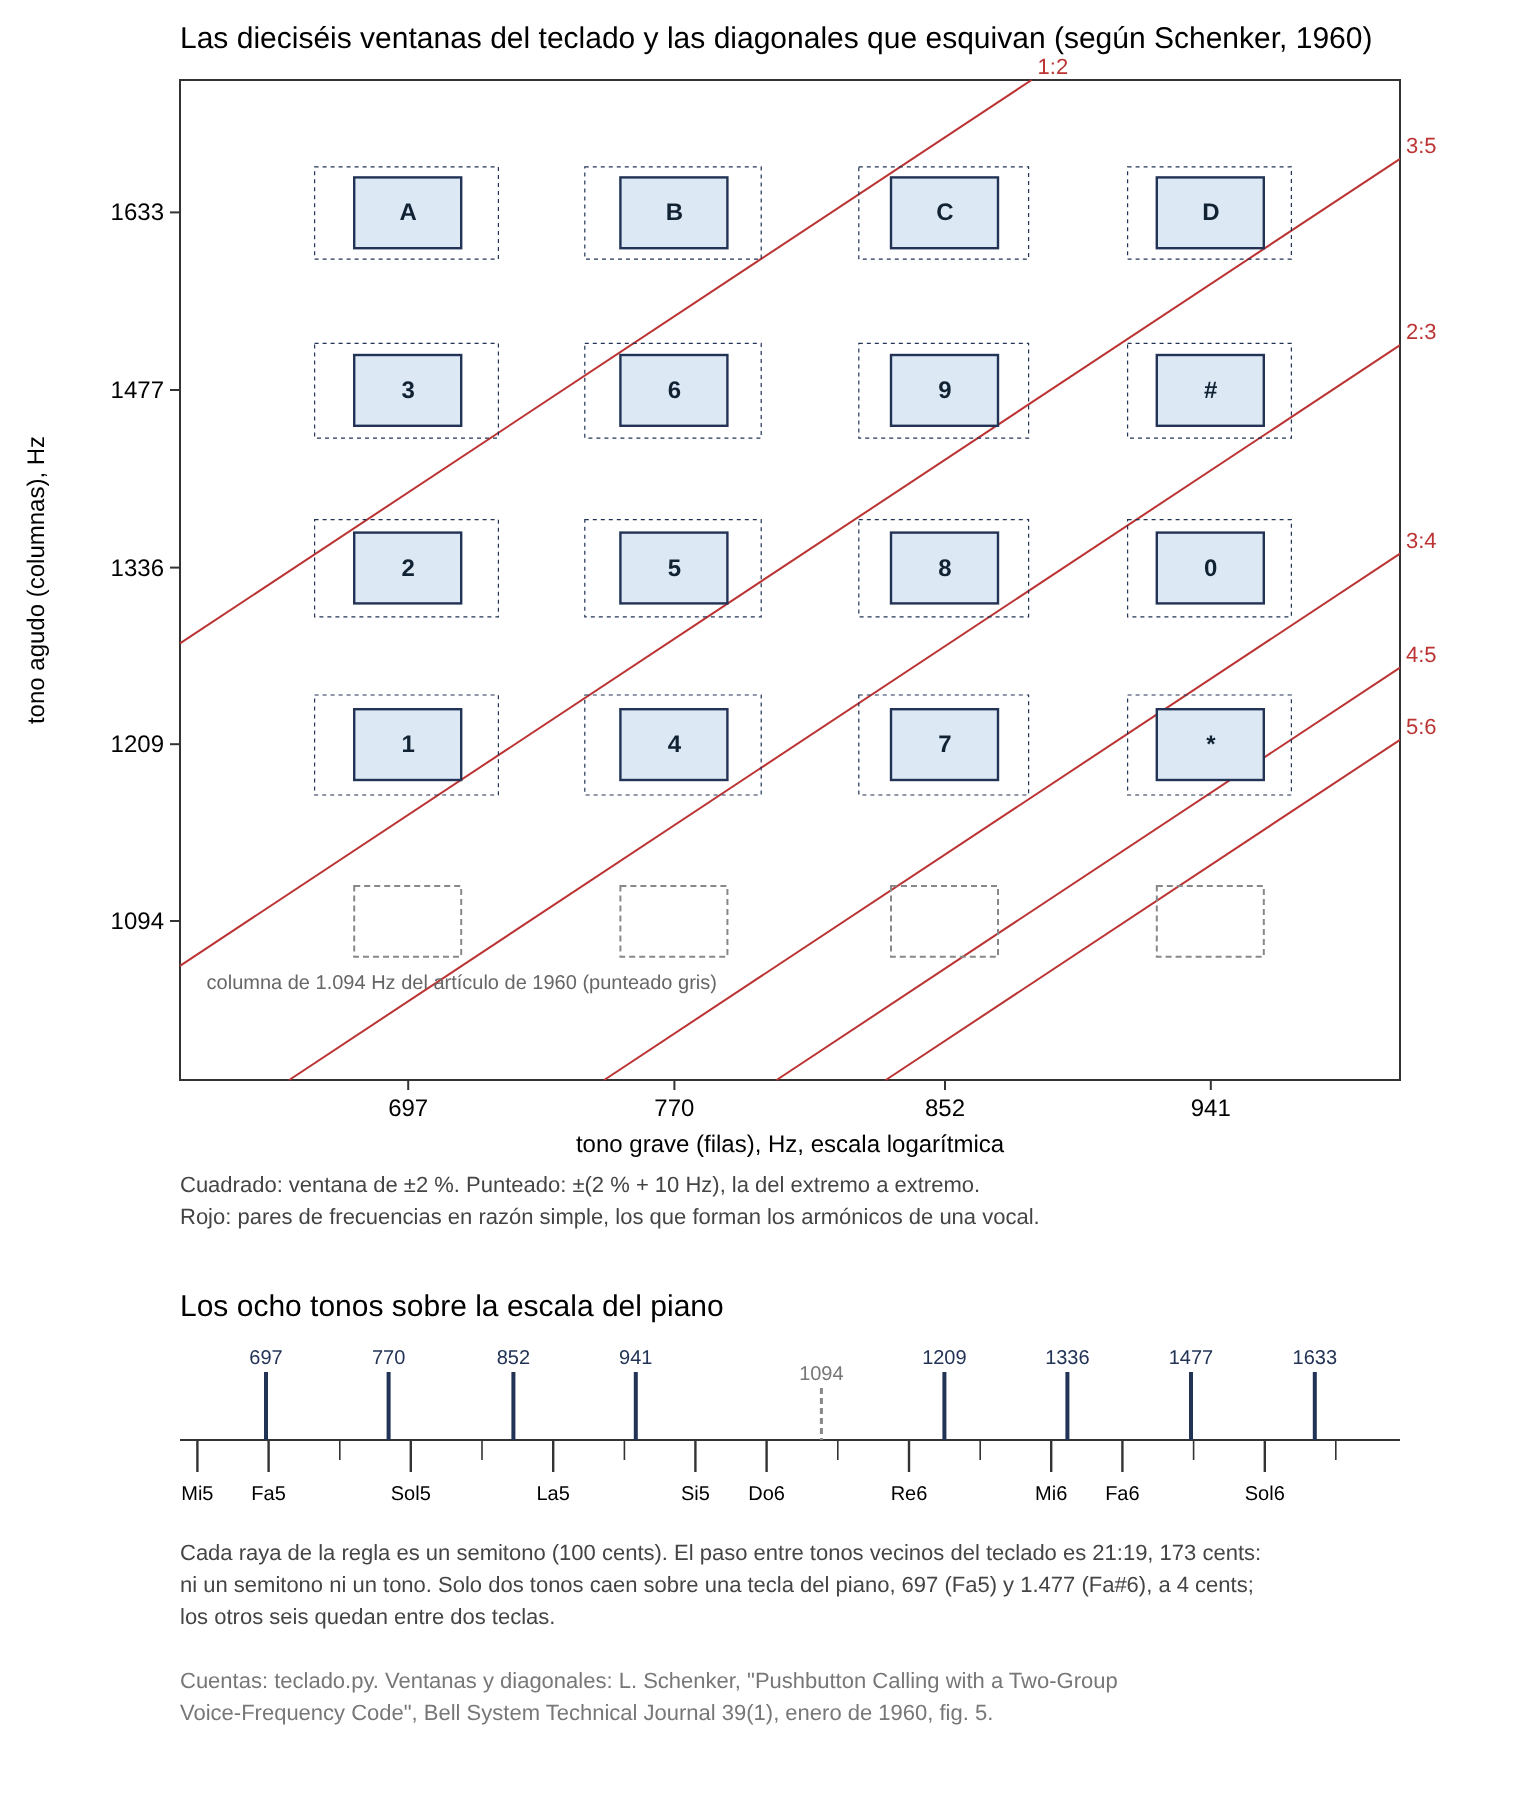 Las dieciséis ventanas del teclado y las diagonales que esquivan (según Schenker, 1960)
1:2
3:5
1633
A
B
C
D
2:3
1477
3
6
9
#
tono agudo (columnas), Hz
3:4
1336
2
5
8
0
4:5
5:6
1209
1
4
7
*
1094
columna de 1.094 Hz del artículo de 1960 (punteado gris)
697
770
852
941
tono grave (filas), Hz, escala logarítmica
Cuadrado: ventana de ±2 %. Punteado: ±(2 % + 10 Hz), la del extremo a extremo.
Rojo: pares de frecuencias en razón simple, los que forman los armónicos de una vocal.
Los ocho tonos sobre la escala del piano
697
770
852
941
1094
1209
1336
1477
1633
Mi5
Fa5
Sol5
La5
Si5
Do6
Re6
Mi6
Fa6
Sol6
Cada raya de la regla es un semitono (100 cents). El paso entre tonos vecinos del teclado es 21:19, 173 cents:
ni un semitono ni un tono. Solo dos tonos caen sobre una tecla del piano, 697 (Fa5) y 1.477 (Fa#6), a 4 cents;
los otros seis quedan entre dos teclas.
Cuentas: teclado.py. Ventanas y diagonales: L. Schenker, "Pushbutton Calling with a Two-Group
Voice-Frequency Code", Bell System Technical Journal 39(1), enero de 1960, fig. 5.